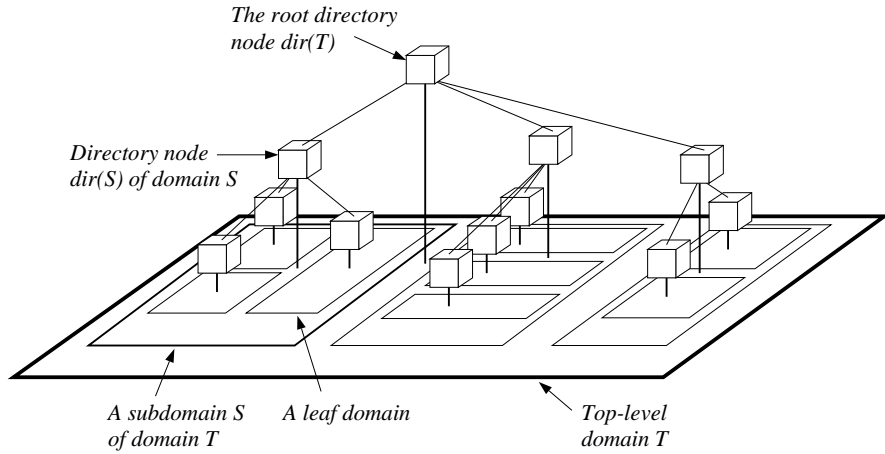 The root directory
node dir(T)
Directory node
dir(S) of domain S
A subdomain S
of domain T
A leaf domain
Top-level
domain T